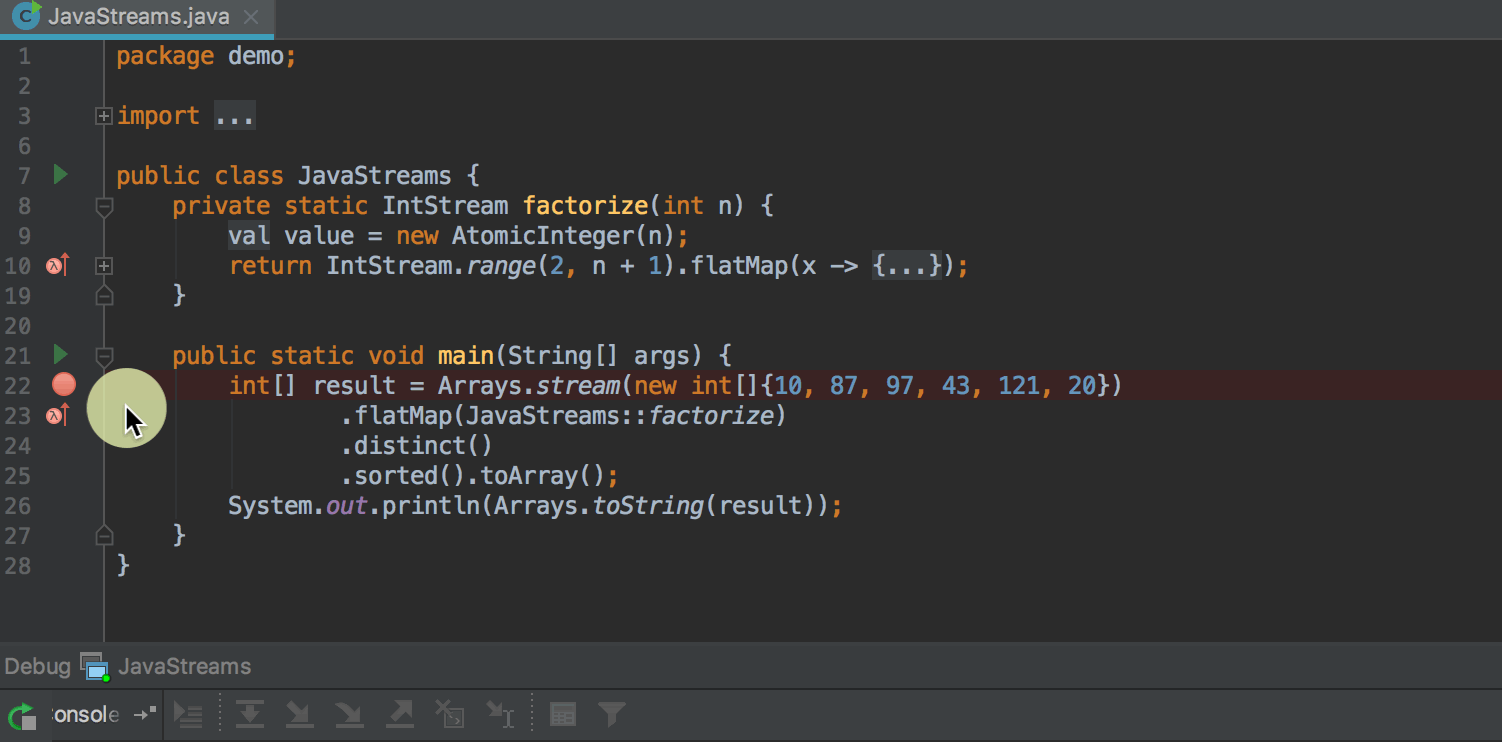 JavaStreams.java
1 package demo;
2
3 import ...
6
7 public class JavaStreams {
8 private static IntStream factorize(int n) {
9 val value = new AtomicInteger(n);
10 return IntStream.range(2, n + 1).flatMap(x -> {...});
19 }
20
21 public static void main(String[] args) {
22 int[] result = Arrays.stream(new int[]{10, 87, 97, 43, 121, 20})
23 .flatMap(JavaStreams::factorize)
24 .distinct()
25 .sorted().toArray();
26 System.out.println(Arrays.toString(result));
27 }
28 }
Debug JavaStreams
onsole